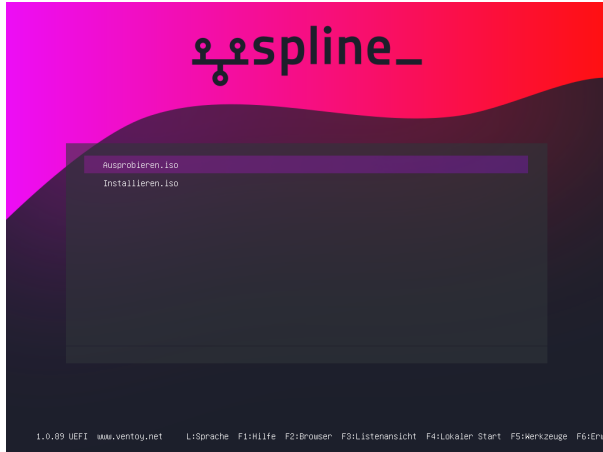 spline_
Ausprobieren.iso
Installieren.iso
1.0.89 UEFI www.ventoy.net L:Sprache F1:Hilfe F2:Browser F3:Listenansicht F4:Lokaler Start F5:Werkzeuge